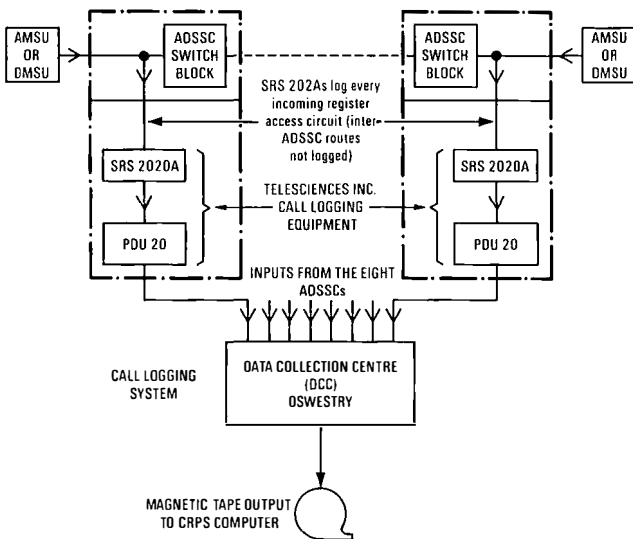 AMSU
OR
DMSU
ADSSC
SWITCH
BLOCK
ADSSC
SWITCH
BLOCK
AMSU
OR
DMSU
SRS 202As log every
incoming register
access circuit (inter-
ADSSC routes
not logged)
SRS 2020A
SRS 2020A
TELESCIENCES INC.
CALL LOGGING
EQUIPMENT
PDU 20
PDU 20
INPUTS FROM THE EIGHT
ADSSCs
CALL LOGGING
SYSTEM
DATA COLLECTION CENTRE
(DCC)
OSWESTRY
MAGNETIC TAPE OUTPUT
TO CRPS COMPUTER